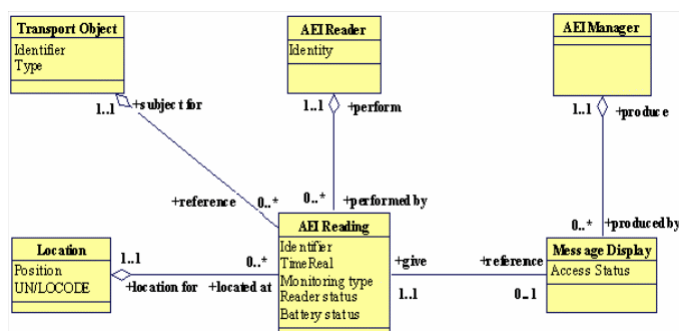 Transport Object
Identifier
Type
AEI Reader
Identity
AEI Manager
1..1
+subject for
1..1
+perform
1..1
+produce
+reference
0..*
0..*
+performed by
0..*
+produced by
Location
Position
UN/LOCODE
1..1
+location for
0..*
+located at
AEI Reading
Identifier
TimeReal
Monitoring type
Reader status
Battery status
+give
1..1
+reference
0..1
Message Display
Access Status